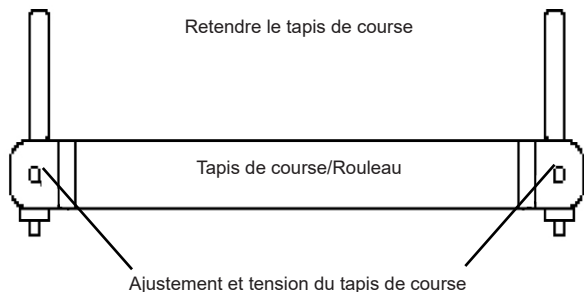 Retendre le tapis de course
Tapis de course/Rouleau
Ajustement et tension du tapis de course